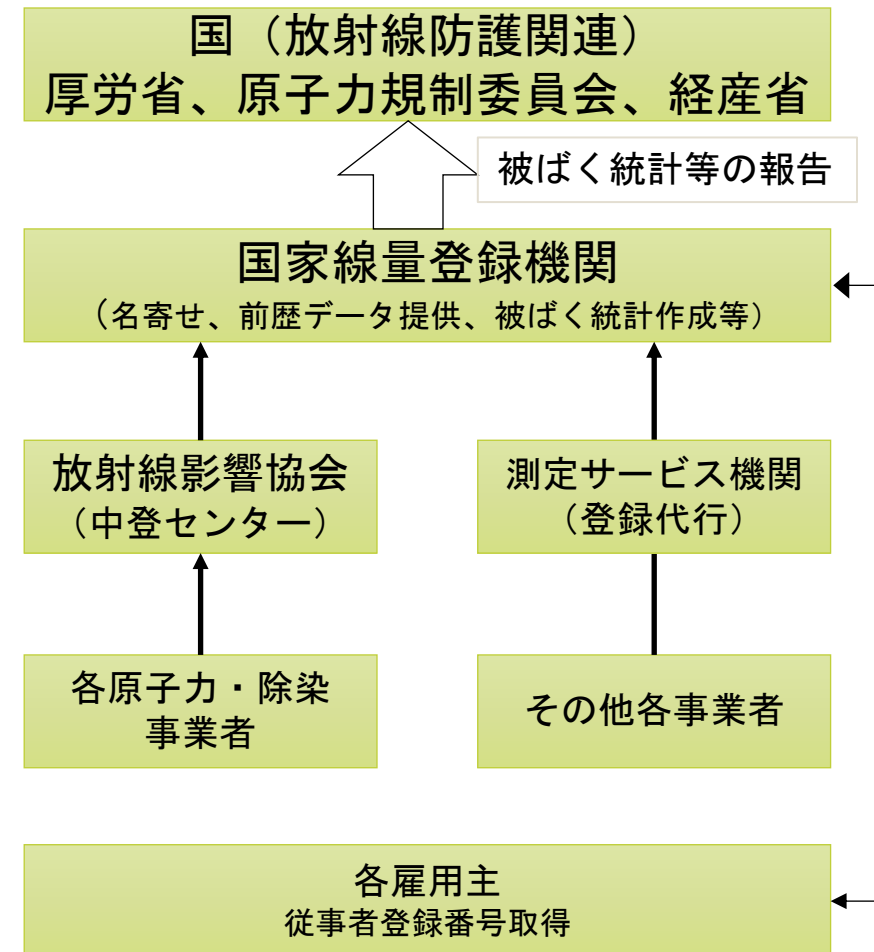 国（放射線防護関連）
厚労省、原子力規制委員会、経産省
被ばく統計等の報告
国家線量登録機関
（名寄せ、前歴データ提供、被ばく統計作成等）
放射線影響協会
（中登センター）
測定サービス機関
（登録代行）
各原子力・除染
事業者
その他各事業者
各雇用主
従事者登録番号取得